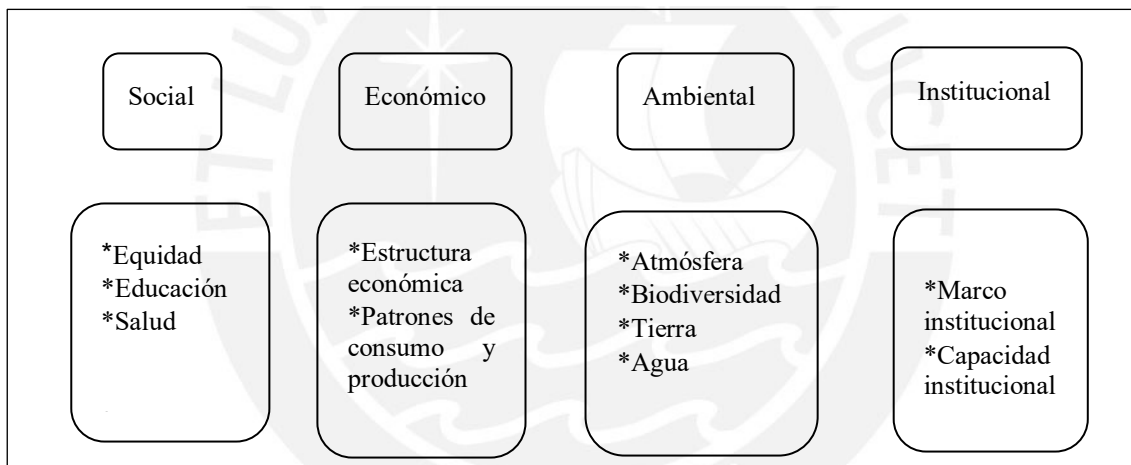 Social
Económico
Ambiental
Institucional
*Equidad
*Educación
*Salud
*Estructura
económica
*Patrones de
consumo y
producción
*Atmósfera
*Biodiversidad
*Tierra
*Agua
*Marco
institucional
*Capacidad
institucional